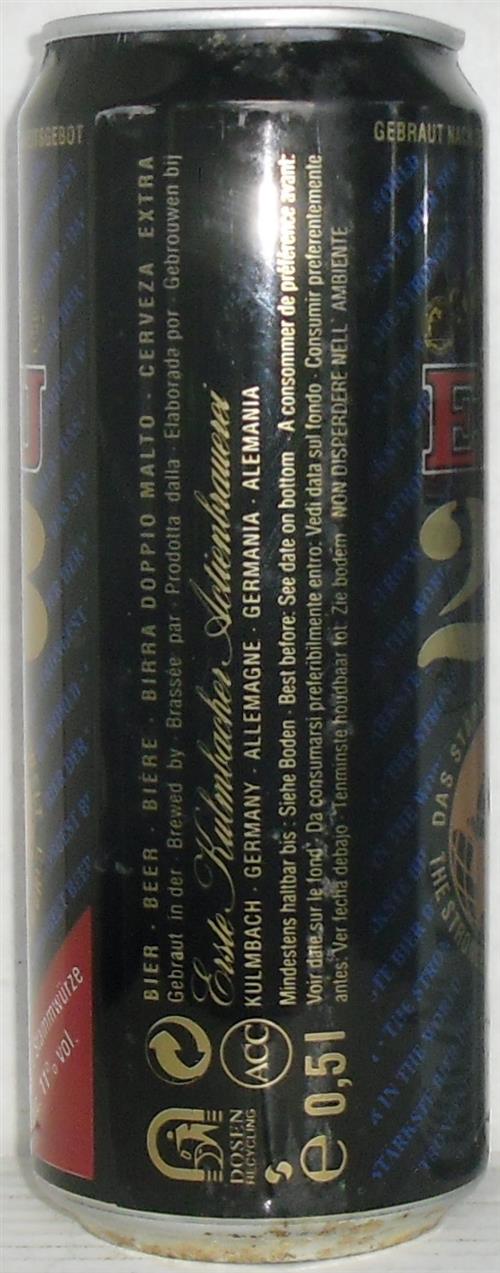 GEBRAUT NACH
BIER · BEER · BIÈRE · BIRRA DOPPIO MALTO · CERVEZA EXTRA
Gebraut in der · Brewed by · Brassée par · Prodotta dalla · Elaborada por · Gebrouwen bij
Erste Kulmbacher Actienbrauerei
KULMBACH · GERMANY · ALLEMAGNE · GERMANIA · ALEMANIA
Mindestens haltbar bis : Siehe Boden · Best before: See date on bottom · A consommer de préférence avant:
Voir date sur le fond · Da consumarsi preferibilmente entro: Vedi data sul fondo · Consumir preferentemente
antes: Ver fecha debajo · Tenminste houdbaar tot: Zie bodem · NON DISPERDERE NELL AMBIENTE
ACC
DOSEN
RECYCLING
e 0,5 l
Stammwürze
11% vol.
DAS
THE